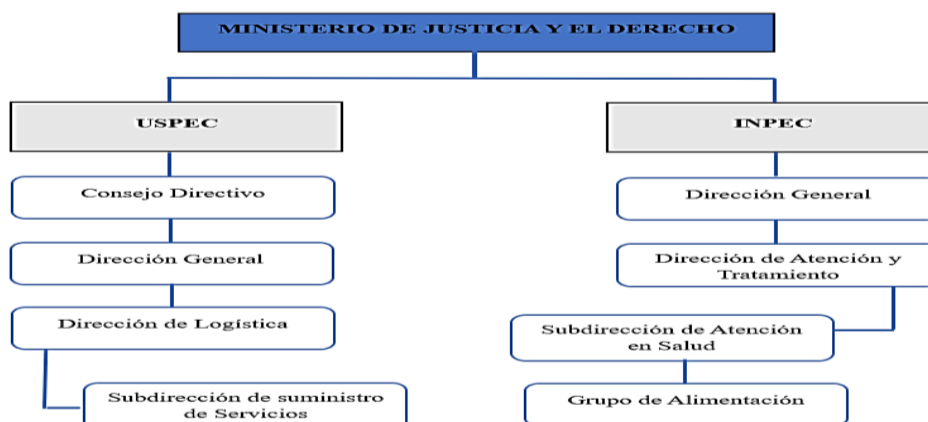 MINISTERIO DE JUSTICIA Y EL DERECHO
USPEC
Consejo Directivo
Dirección General
Dirección de Logística
Subdirección de suministro
de Servicios
INPEC
Dirección General
Dirección de Atención y
Tratamiento
Subdirección de Atención
en Salud
Grupo de Alimentación